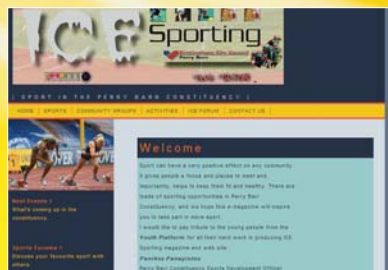 ICE Sporting
Birmingham City Council
Perry Barr
| SPORT IN THE PERRY BARR CONSTITUENCY |
HOME | SPORTS | COMMUNITY GROUPS | ACTIVITIES | ICE FORUM | CONTACT US |
Welcome
Sport can have a very positive effect on any community.
It gives people a focus and places to meet and
importantly, helps to keep them fit and healthy. There are
loads of sporting opportunities in Perry Barr
Constituency, and we hope this e-magazine will inspire
you to take part in more sport.
I would like to pay tribute to the young people from the
Youth Platform for all their hard work in producing ICE
Sporting magazine and web site.
Panikos Panagiotou
Perry Barr Constituency Sports Development Officer
Next Events
What's coming up in the
constituency.
Sports Forums
Discuss your favourite sport with
others.